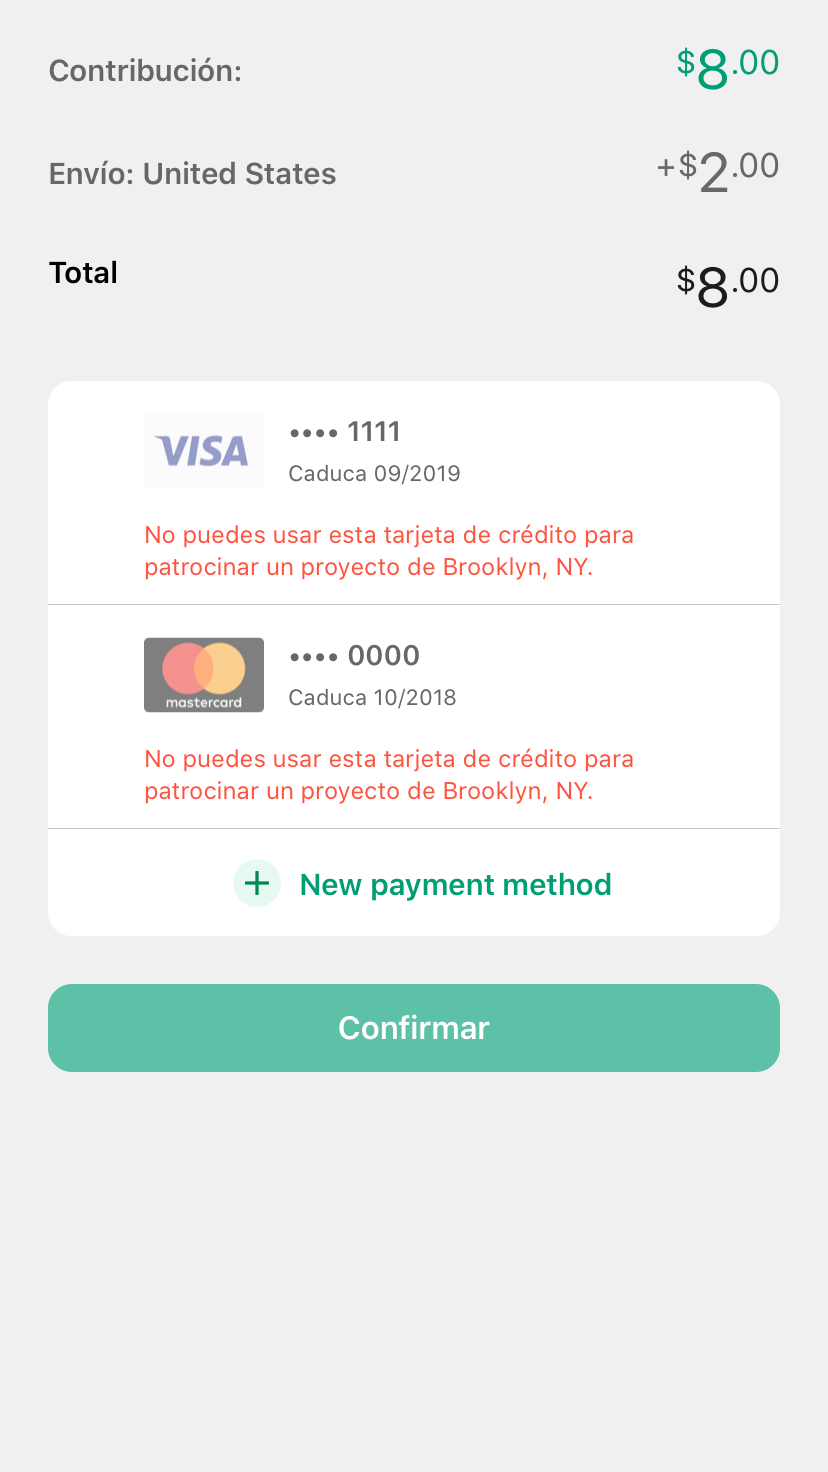 Contribución: $8.00
Envío: United States +$2.00
Total $8.00
VISA •••• 1111
Caduca 09/2019
No puedes usar esta tarjeta de crédito para
patrocinar un proyecto de Brooklyn, NY.
•••• 0000
mastercard Caduca 10/2018
No puedes usar esta tarjeta de crédito para
patrocinar un proyecto de Brooklyn, NY.
+ New payment method
Confirmar